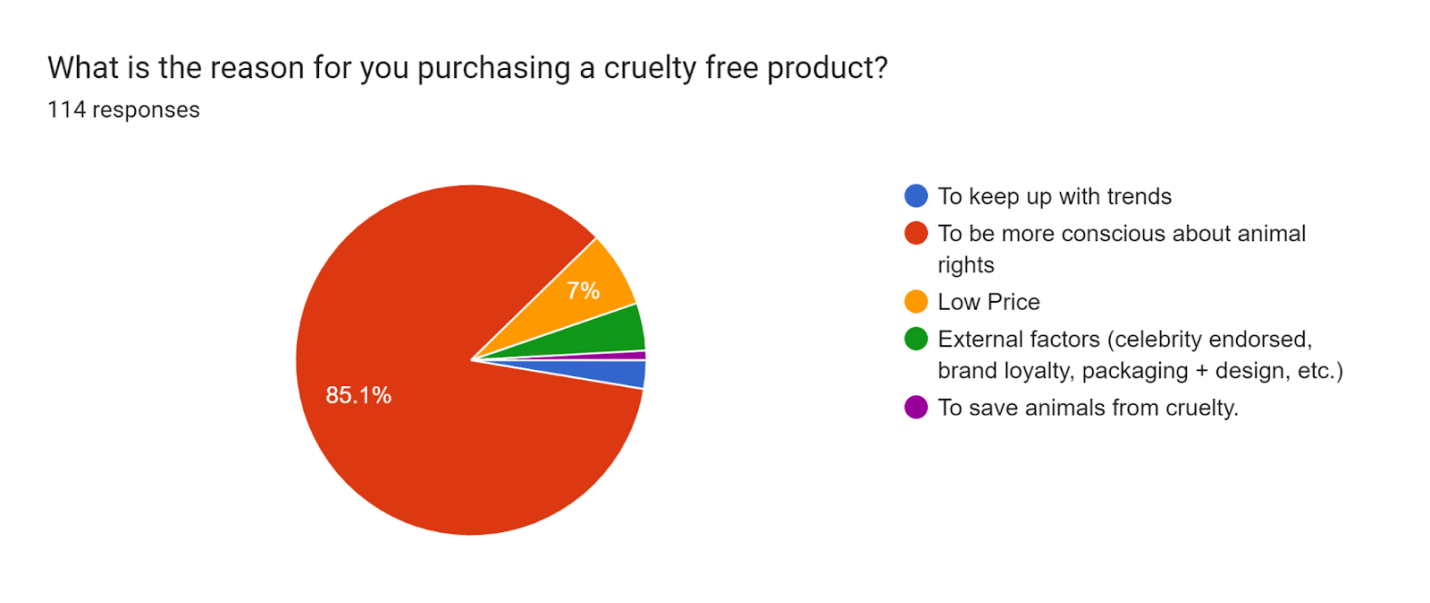 What is the reason for you purchasing a cruelty free product?
114 responses
7%
85.1%
To keep up with trends
To be more conscious about animal
rights
Low Price
External factors (celebrity endorsed,
brand loyalty, packaging + design, etc.)
To save animals from cruelty.